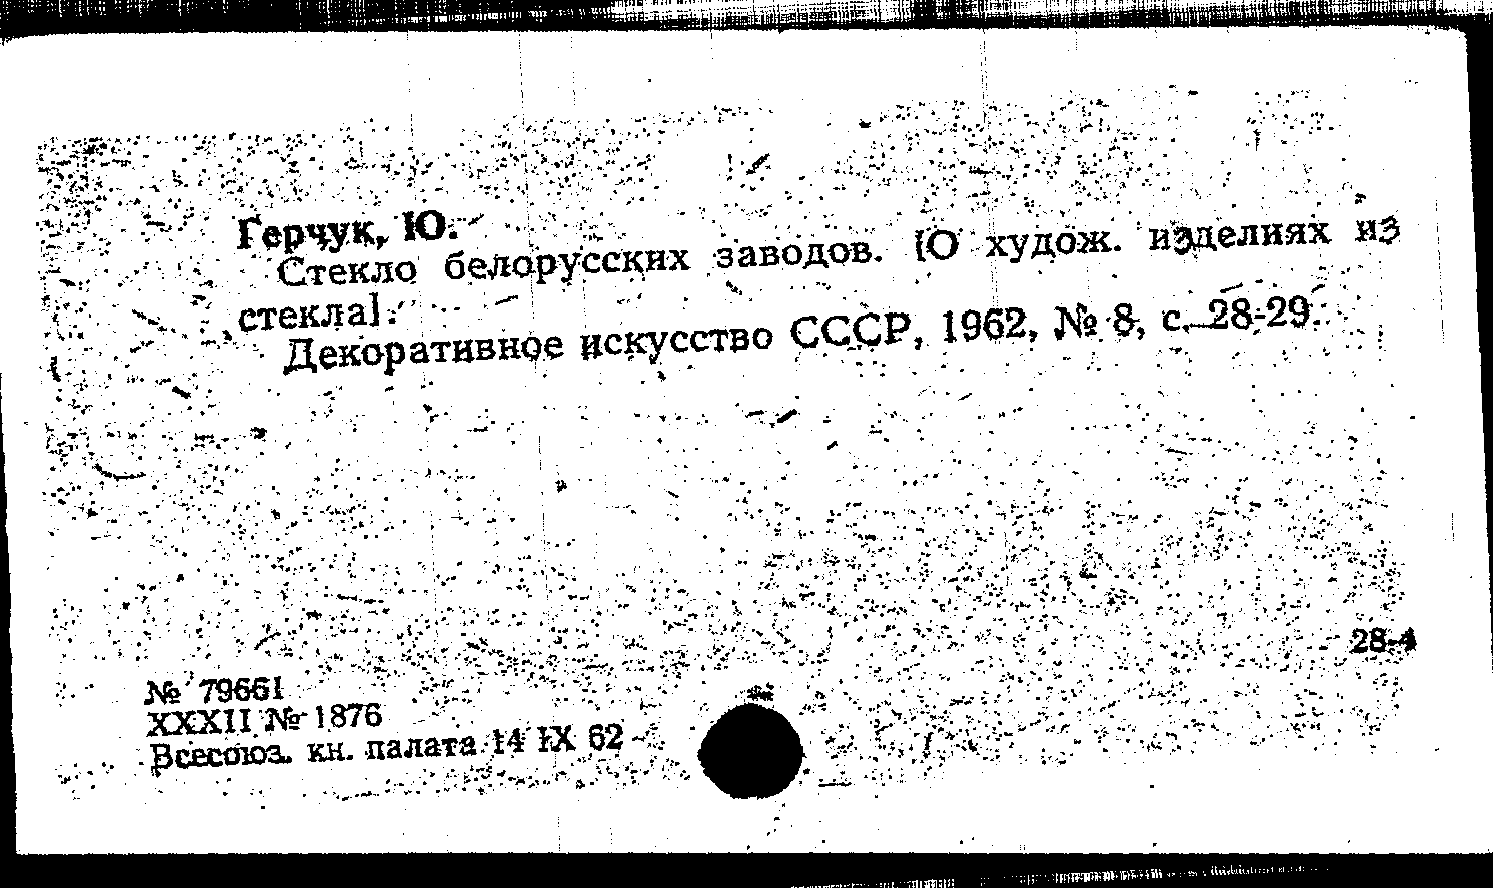 Герчук, Ю.
Стекло белорусских заводов. [О худож. изделиях из
стекла].
Декоративное искусство СССР, 1962, № 8, с. 28-29.
28-4
№ 79661
XXXII № 1876
Всесоюз. кн. палата 14 IX 62